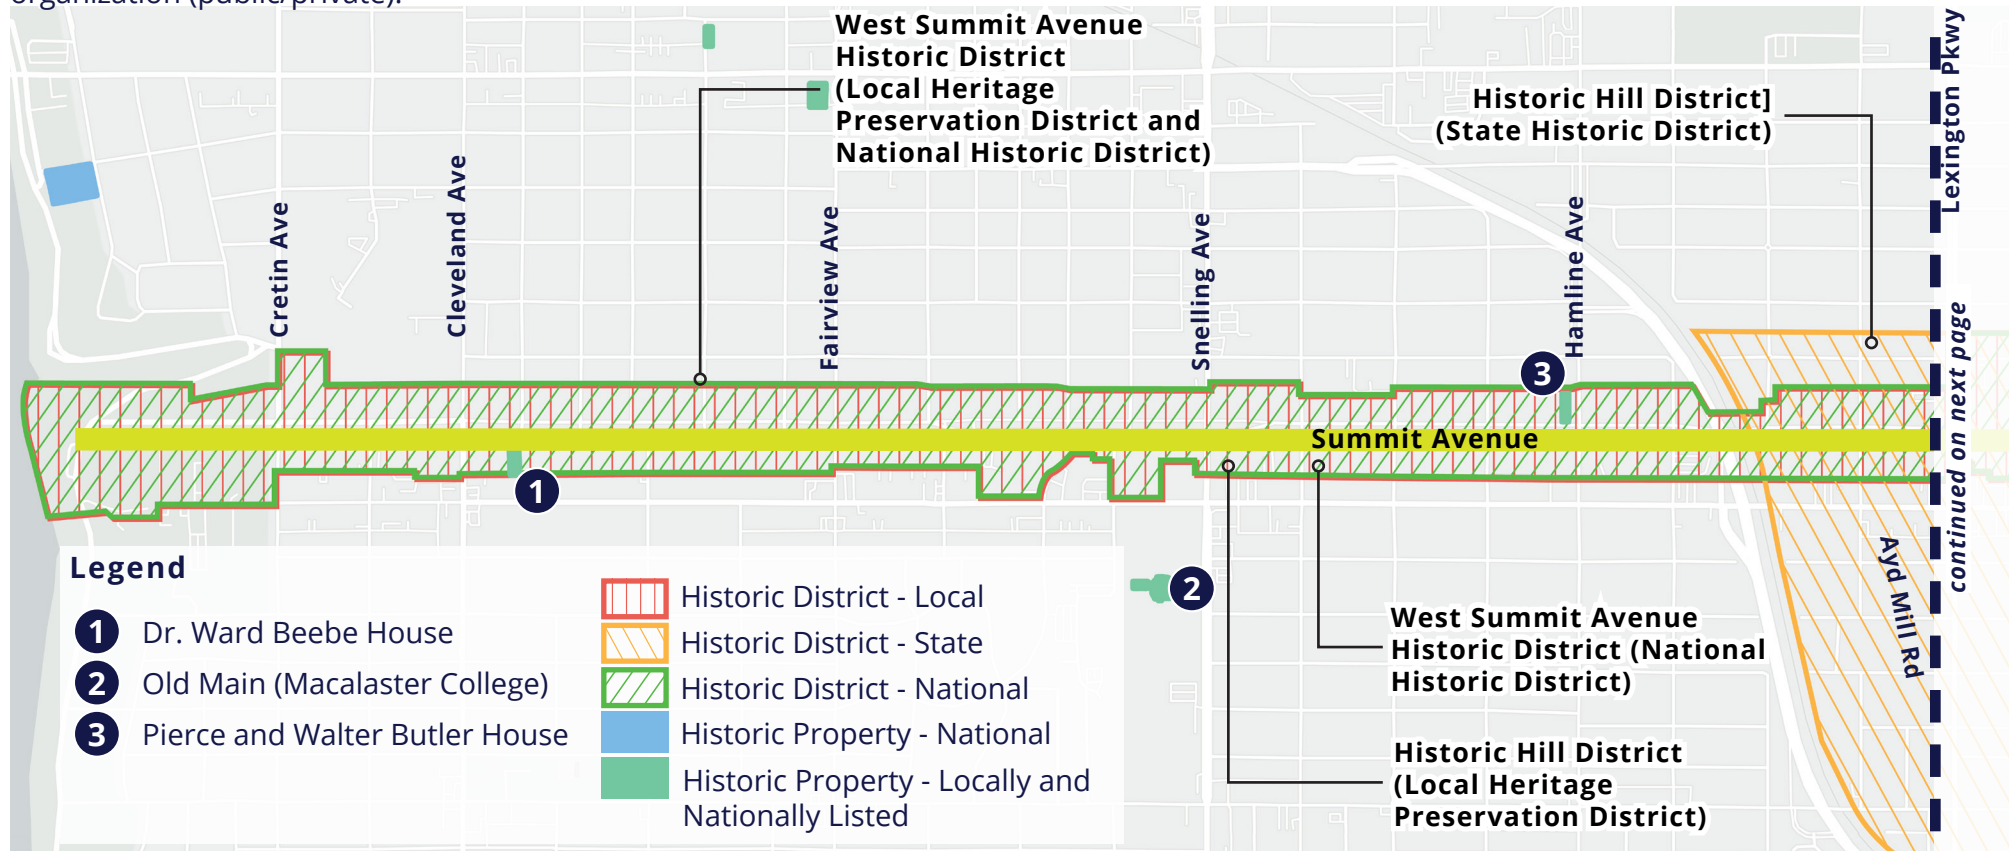 organization (public/private).
West Summit Avenue
Historic District
(Local Heritage
Preservation District and
National Historic District)
Historic Hill District]
(State Historic District)
Lexington Pkwy
Cretin Ave
Cleveland Ave
Fairview Ave
Snelling Ave
Hamline Ave
continued on next page
3
Summit Avenue
1
2
Ayd Mill Rd
West Summit Avenue
Historic District (National
Historic District)
Historic Hill District
(Local Heritage
Preservation District)
Legend
1 Dr. Ward Beebe House
2 Old Main (Macalaster College)
3 Pierce and Walter Butler House
Historic District - Local
Historic District - State
Historic District - National
Historic Property - National
Historic Property - Locally and
Nationally Listed